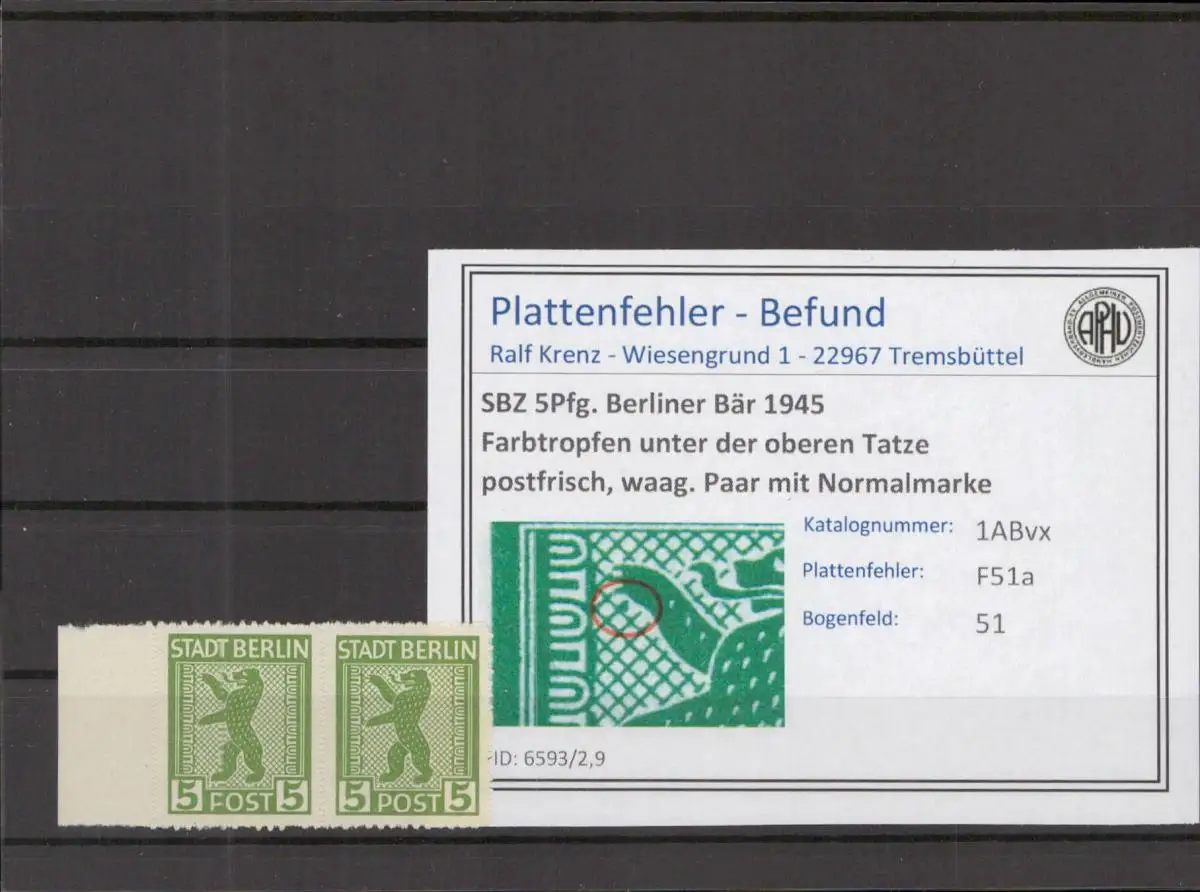 Plattenfehler - Befund
Ralf Krenz - Wiesengrund 1 - 22967 Tremsbüttel
APHV
SBZ 5Pfg. Berliner Bär 1945
Farbtropfen unter der oberen Tatze
postfrisch, waag. Paar mit Normalmarke
Katalognummer: 1ABvx
Plattenfehler: F51a
Bogenfeld: 51
ID: 6593/2,9
STADT BERLIN STADT BERLIN
5 FOST 5 5 POST 5